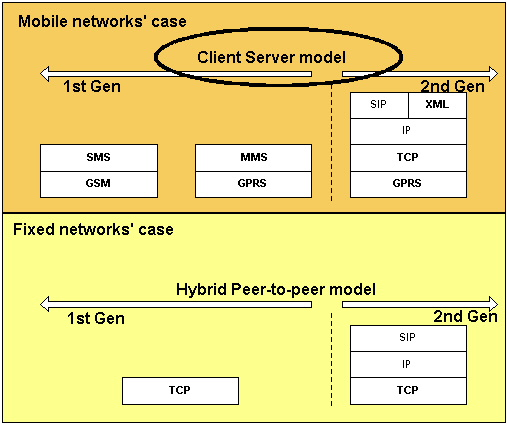 Mobile networks' case
Client Server model
1st Gen
2nd Gen
SIP XML
IP
SMS MMS TCP
GSM GPRS GPRS
Fixed networks' case
Hybrid Peer-to-peer model
1st Gen
2nd Gen
SIP
IP
TCP TCP